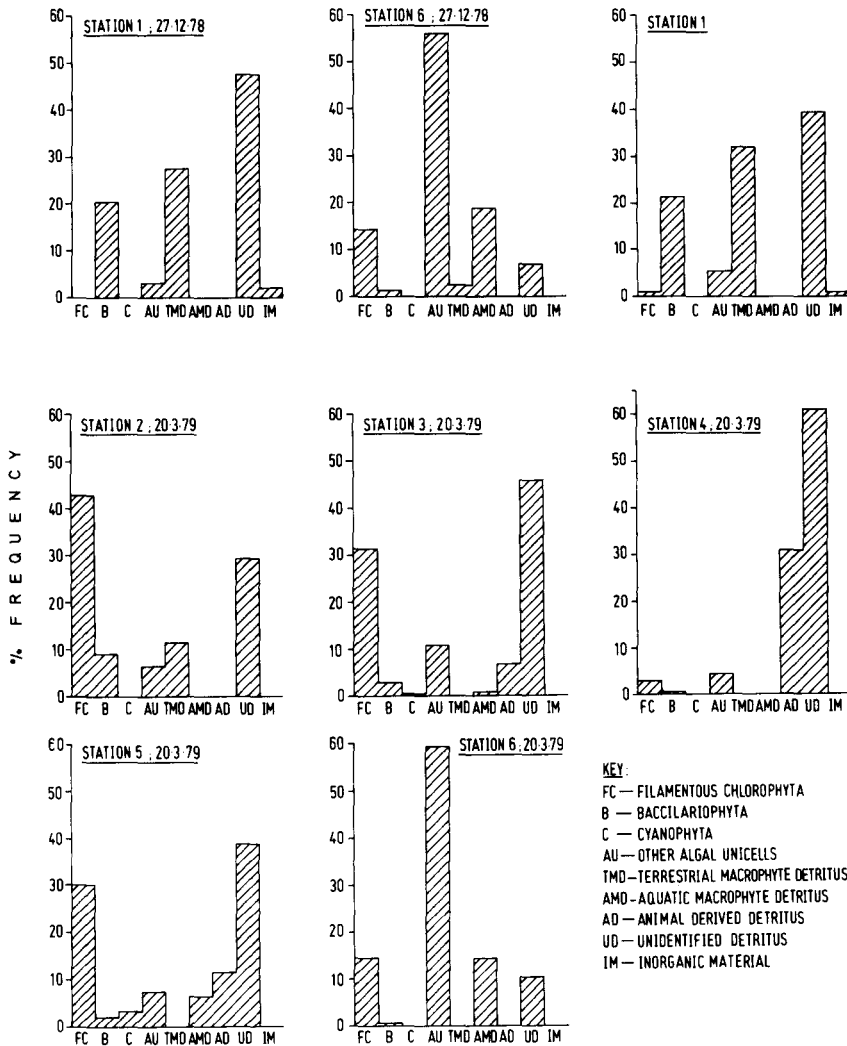 STATION 1 ; 27·12·78
60
50
40
30
20
10
0
FC B C AU TMD AMD AD UD IM
STATION 6 ; 27·12·78
60
50
40
30
20
10
0
FC B C AU TMD AMD AD UD IM
STATION 1
60
50
40
30
20
10
0
FC B C AU TMD AMD AD UD IM
% FREQUENCY
STATION 2 ; 20·3·79
60
50
40
30
20
10
0
FC B C AU TMD AMD AD UD IM
STATION 3 ; 20·3·79
60
50
40
30
20
10
0
FC B C AU TMD AMD AD UD IM
STATION 4 ; 20·3·79
60
50
40
30
20
10
0
FC B C AU TMD AMD AD UD IM
STATION 5 ; 20·3·79
60
50
40
30
20
10
0
FC B C AU TMD AMD AD UD IM
STATION 6 ; 20·3·79
60
50
40
30
20
10
0
FC B C AU TMD AMD AD UD IM
KEY:
FC — FILAMENTOUS CHLOROPHYTA
B — BACCILARIOPHYTA
C — CYANOPHYTA
AU — OTHER ALGAL UNICELLS
TMD - TERRESTRIAL MACROPHYTE DETRITUS
AMD - AQUATIC MACROPHYTE DETRITUS
AD — ANIMAL DERIVED DETRITUS
UD — UNIDENTIFIED DETRITUS
IM — INORGANIC MATERIAL